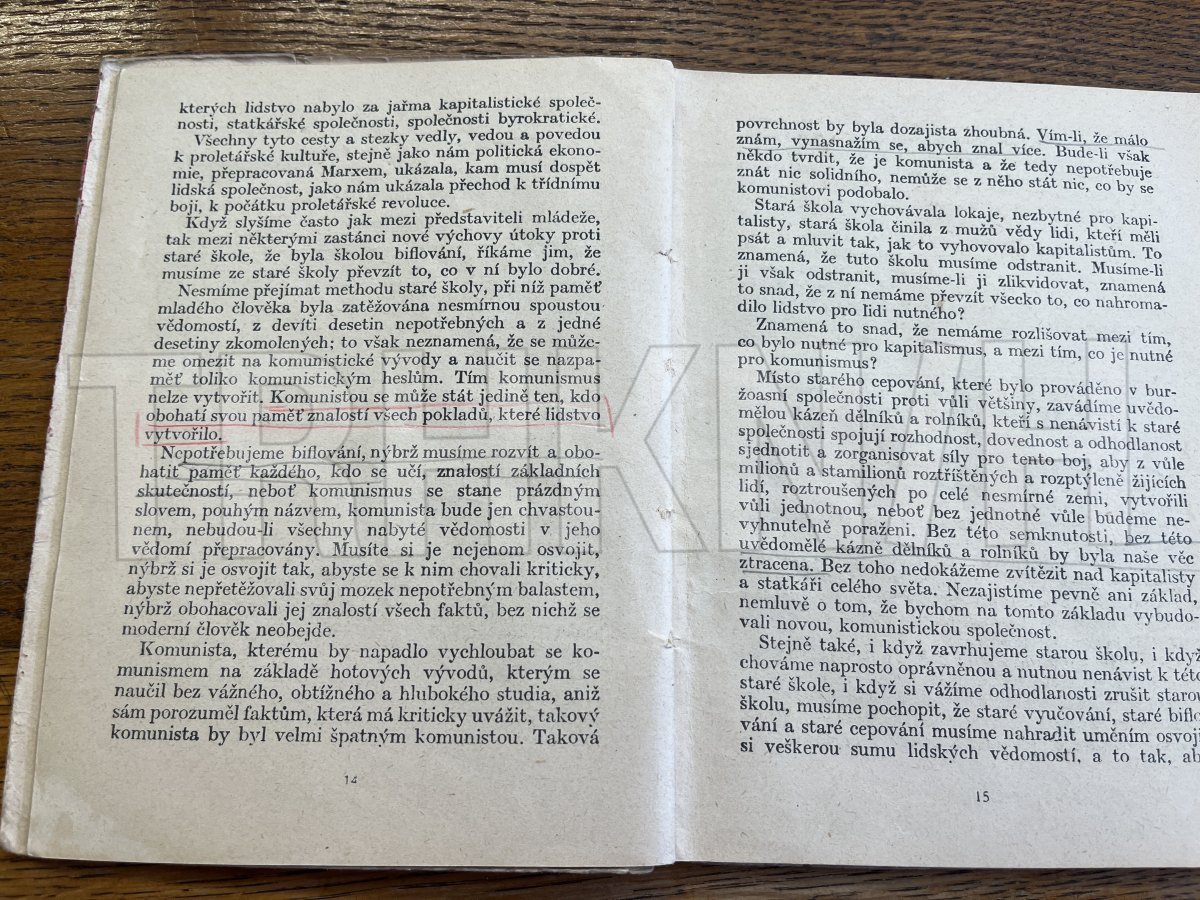 kterých lidstvo nabylo za jařma kapitalistické společ-
nosti, statkářské společnosti, společnosti byrokratické.
Všechny tyto cesty a stezky vedly, vedou a povedou
k proletářské kultuře, stejně jako nám politická ekono-
mie, přepracovaná Marxem, ukázala, kam musí dospět
lidská společnost, jako nám ukázala přechod k třídnímu
boji, k počátku proletářské revoluce.
Když slyšíme často jak mezi představiteli mládeže,
tak mezi některými zastánci nové výchovy útoky proti
staré škole, že byla školou biflování, říkáme jim, že
musíme ze staré školy převzít to, co v ní bylo dobré.
Nesmíme přejímat methodu staré školy, při níž paměť
mladého člověka byla zatěžována nesmírnou spoustou
vědomostí, z devíti desetin nepotřebných a z jedné
desetiny zkomolených; to však neznamená, že se může-
me omezit na komunistické vývody a naučit se nazpa-
měť toliko komunistickým heslům. Tím komunismus
nelze vytvořit. Komunistou se může stát jedině ten, kdo
obohatí svou paměť znalostí všech pokladů, které lidstvo
vytvořilo.
Nepotřebujeme biflování, nýbrž musíme rozvít a obo-
hatit paměť každého, kdo se učí, znalostí základních
skutečností, neboť komunismus se stane prázdným
slovem, pouhým názvem, komunista bude jen chvastou-
nem, nebudou-li všechny nabyté vědomosti v jeho
vědomí přepracovány. Musíte si je nejenom osvojit,
nýbrž si je osvojit tak, abyste se k nim chovali kriticky,
abyste nepřetěžovali svůj mozek nepotřebným balastem,
nýbrž obohacovali jej znalostí všech faktů, bez nichž se
moderní člověk neobejde.
Komunista, kterému by napadlo vychloubat se ko-
munismem na základě hotových vývodů, kterým se
naučil bez vážného, obtížného a hlubokého studia, aniž
sám porozuměl faktům, která má kriticky uvážit, takový
komunista by byl velmi špatným komunistou. Taková
14
povrchnost by byla dozajista zhoubná. Vím-li, že málo
znám, vynasnažím se, abych znal více. Bude-li však
někdo tvrdit, že je komunista a že tedy nepotřebuje
znát nic solidního, nemůže se z něho stát nic, co by se
komunistovi podobalo.
Stará škola vychovávala lokaje, nezbytné pro kapi-
talisty, stará škola činila z mužů vědy lidi, kteří měli
psát a mluvit tak, jak to vyhovovalo kapitalistům. To
znamená, že tuto školu musíme odstranit. Musíme-li
ji však odstranit, musíme-li ji zlikvidovat, znamená
to snad, že z ní nemáme převzít všecko to, co nahroma-
dilo lidstvo pro lidi nutného?
Znamená to snad, že nemáme rozlišovat mezi tím,
co bylo nutné pro kapitalismus, a mezi tím, co je nutné
pro komunismus?
Místo starého cepování, které bylo prováděno v bur-
žoasní společnosti proti vůli většiny, zavádíme uvědo-
mělou kázeň dělníků a rolníků, kteří s nenávistí k staré
společnosti spojují rozhodnost, dovednost a odhodlanost
sjednotit a zorganisovat síly pro tento boj, aby z vůle
milionů a stamilionů roztříštěných a rozptýleně žijících
lidí, roztroušených po celé nesmírné zemi, vytvořili
vůli jednotnou, neboť bez jednotné vůle budeme ne-
vyhnutelně poraženi. Bez této semknutosti, bez této
uvědomělé kázně dělníků a rolníků by byla naše věc
ztracena. Bez toho nedokážeme zvítězit nad kapitalisty
a statkáři celého světa. Nezajistíme pevně ani základ,
nemluvě o tom, že bychom na tomto základu vybudo-
vali novou, komunistickou společnost.
Stejně také, i když zavrhujeme starou školu, i když
chováme naprosto oprávněnou a nutnou nenávist k této
staré škole, i když si vážíme odhodlanosti zrušit starou
školu, musíme pochopit, že staré vyučování, staré biflo-
vání a staré cepování musíme nahradit uměním osvoji
si veškerou sumu lidských vědomostí, a to tak, ab
15